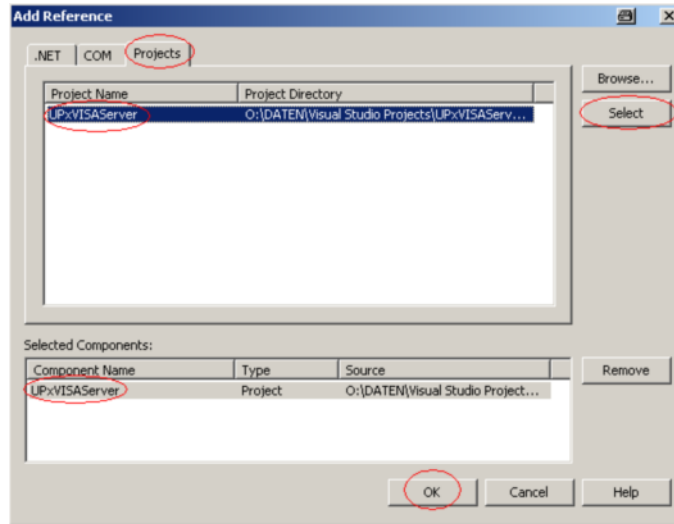 Add Reference
.NET COM Projects
Browse...
Project Name Project Directory
UPxVISAServer O:\DATEN\Visual Studio Projects\UPxVISAServ...
Select
Selected Components:
Component Name Type Source
Remove
UPxVISAServer Project O:\DATEN\Visual Studio Project...
OK Cancel Help